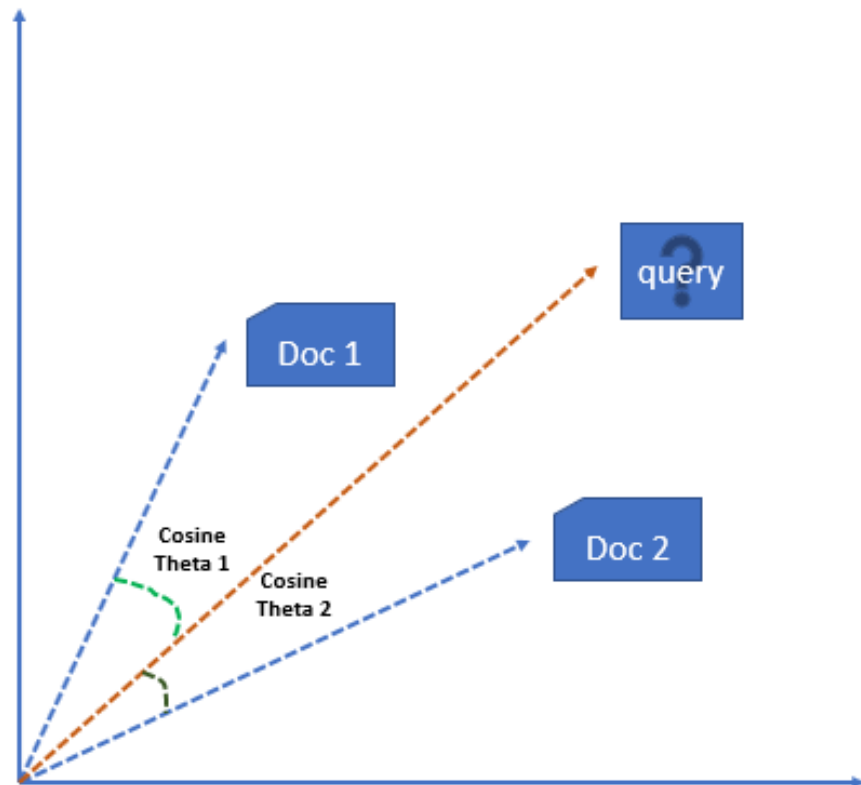 ?
query
Doc 1
Cosine
Theta 1
Cosine
Theta 2
Doc 2